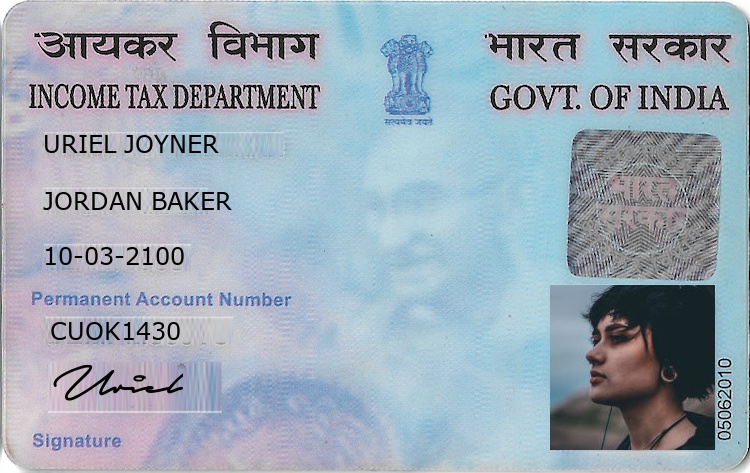 आयकर विभाग
भारत सरकार
INCOME TAX DEPARTMENT
GOVT. OF INDIA
सत्यमेव जयते
URIEL JOYNER
JORDAN BAKER
10-03-2100
भारत
सरकार
Permanent Account Number
CUOK1430
Uriel
Signature
05062010